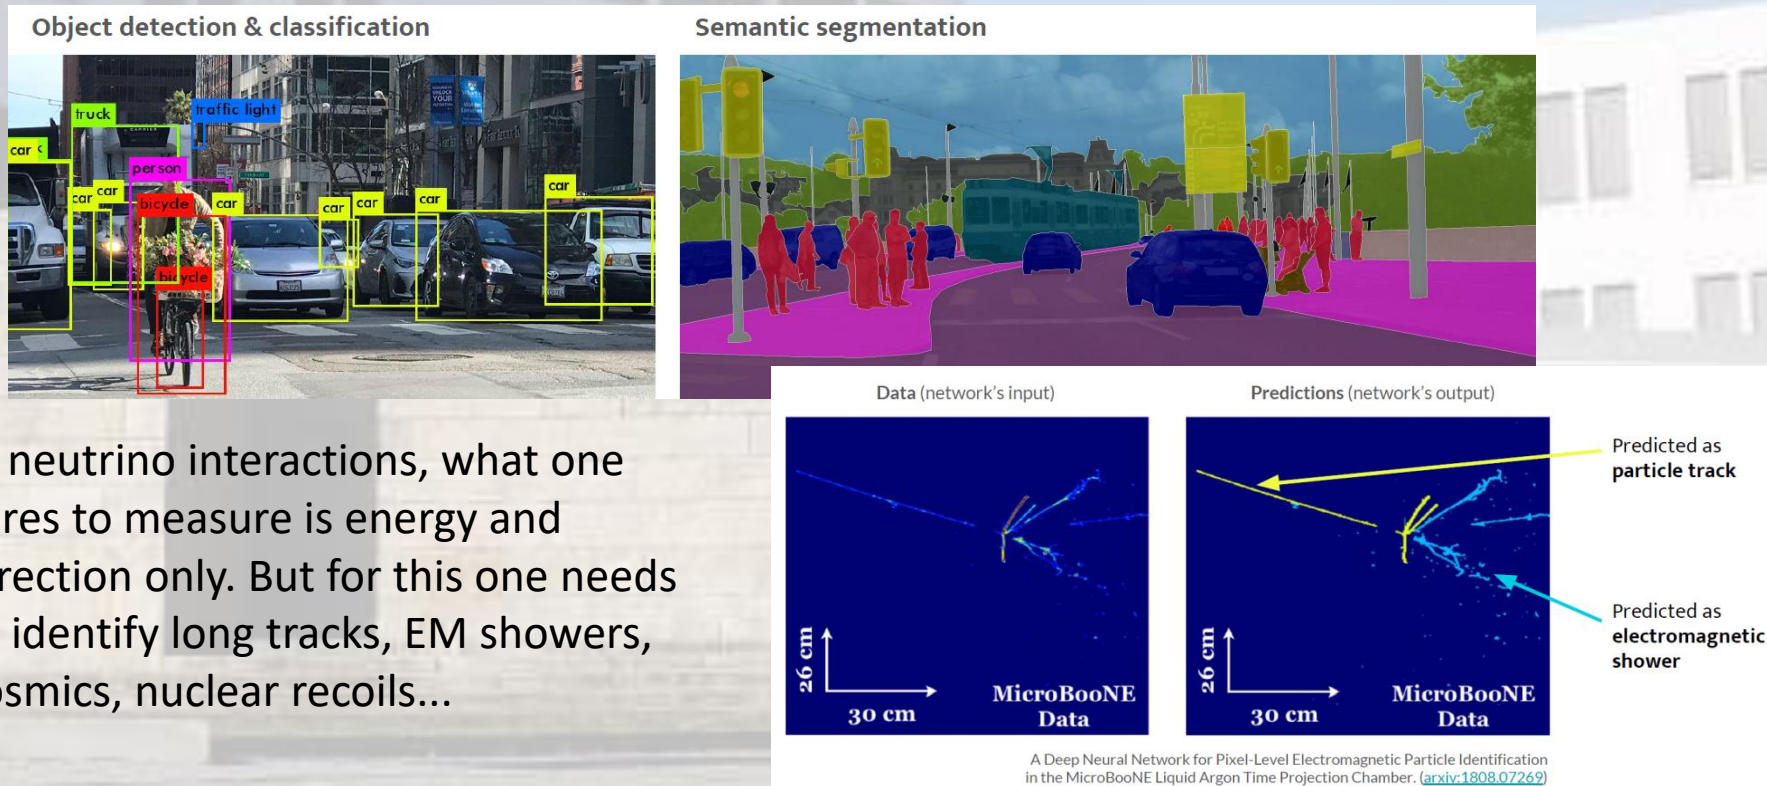 Object detection & classification
Semantic segmentation
truck
traffic light
car
person
car
car
bicycle
car
car
car
car
car
bicycle
UNLOCK
YOUR
neutrino interactions, what one
res to measure is energy and
rection only. But for this one needs
identify long tracks, EM showers,
osmics, nuclear recoils...
Data (network's input)
Predictions (network's output)
26 cm
30 cm
MicroBooNE
Data
26 cm
30 cm
MicroBooNE
Data
Predicted as
particle track
Predicted as
electromagnetic
shower
A Deep Neural Network for Pixel-Level Electromagnetic Particle Identification
in the MicroBooNE Liquid Argon Time Projection Chamber. (arxiv:1808.07269)